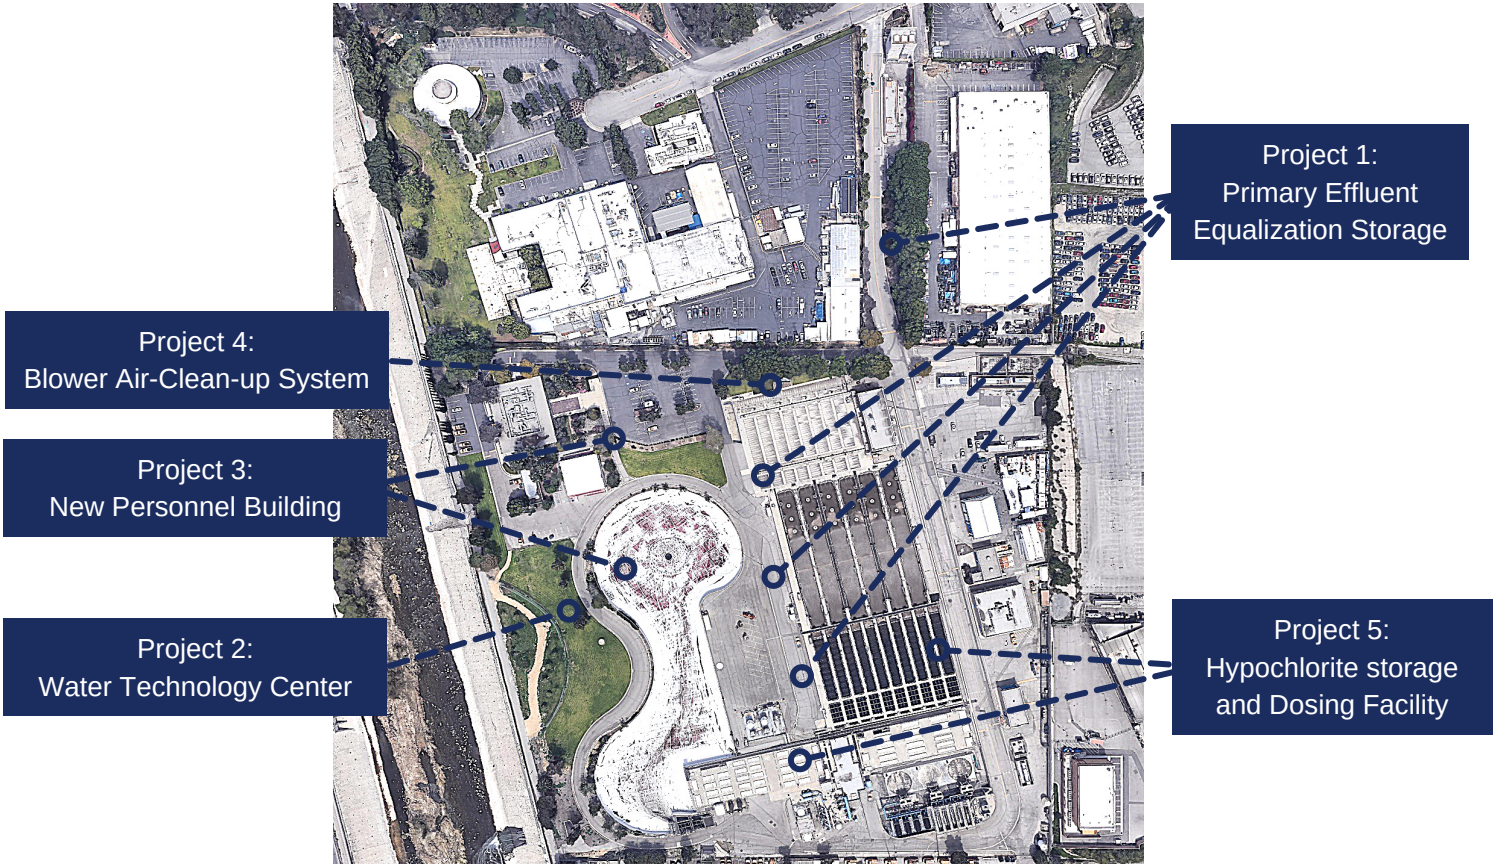 Project 1:
Primary Effluent
Equalization Storage
Project 4:
Blower Air-Clean-up System
Project 3:
New Personnel Building
Project 2:
Water Technology Center
Project 5:
Hypochlorite storage
and Dosing Facility